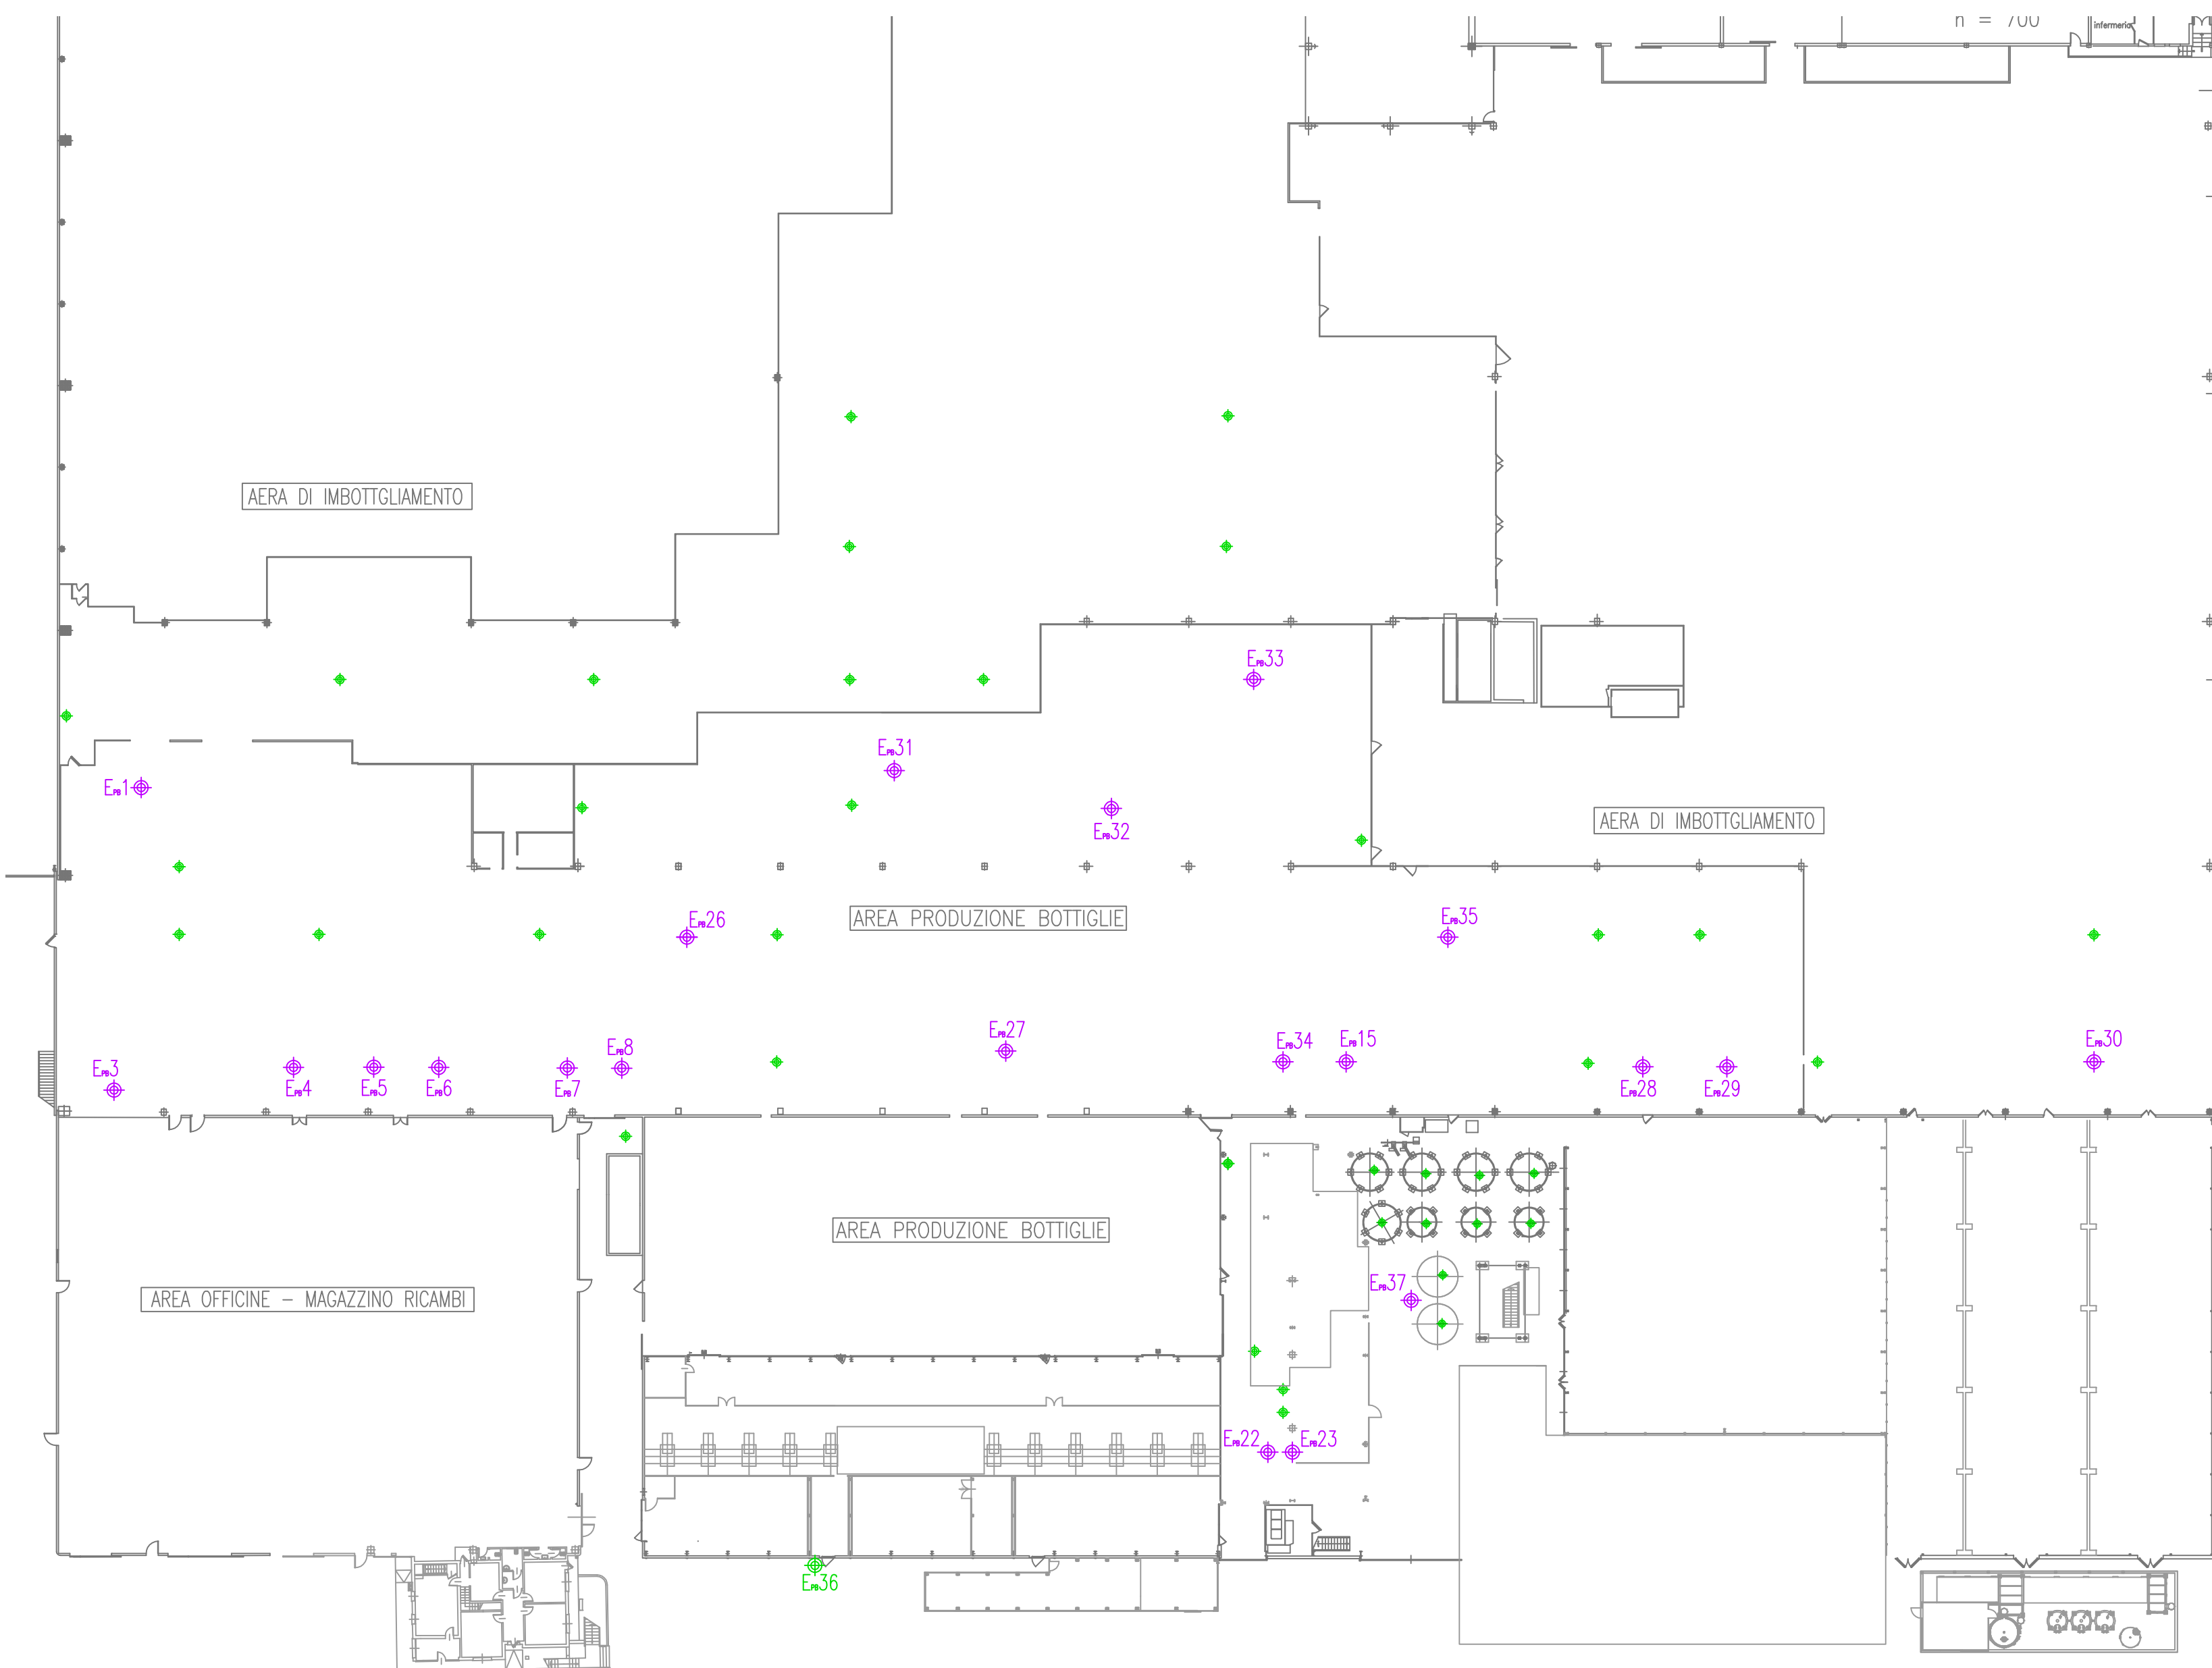 n = 700
infermeria
AERA DI IMBOTTGLIAMENTO
EPB33
EPB31
EPB1
EPB32
AERA DI IMBOTTGLIAMENTO
EPB26
AREA PRODUZIONE BOTTIGLIE
EPB35
EPB27
EPB34
EPB15
EPB30
EPB8
EPB3
EPB4
EPB5
EPB6
EPB7
EPB28
EPB29
AREA PRODUZIONE BOTTIGLIE
EPB37
AREA OFFICINE – MAGAZZINO RICAMBI
EPB22
EPB23
EPB36